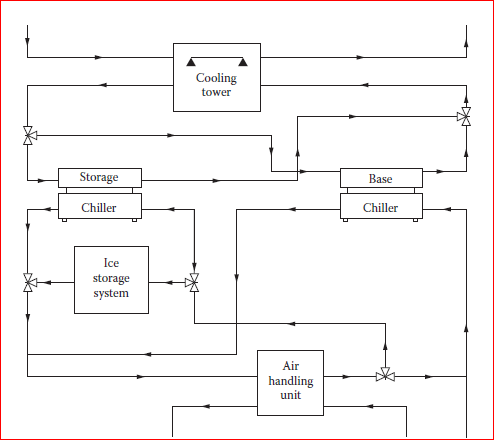 Cooling
tower
Storage
Base
Chiller
Chiller
Ice
storage
system
Air
handling
unit